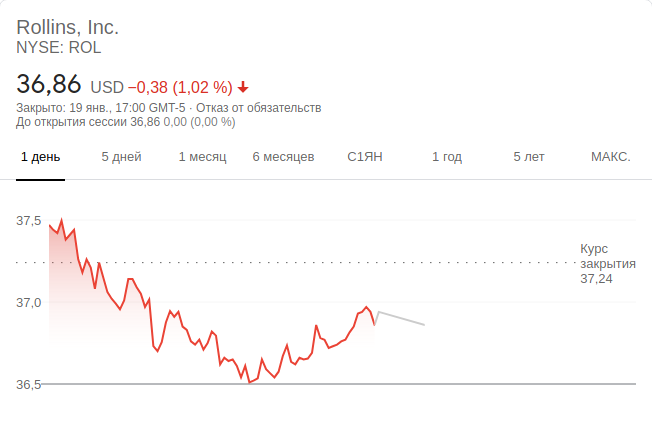 Rollins, Inc.
NYSE: ROL
36,86 USD −0,38 (1,02 %)
Закрыто: 19 янв., 17:00 GMT-5 · Отказ от обязательств
До открытия сессии 36,86 0,00 (0,00 %)
1 день 5 дней 1 месяц 6 месяцев С1ЯН 1 год 5 лет МАКС.
37,5
Курс
закрытия
37,24
37,0
36,5